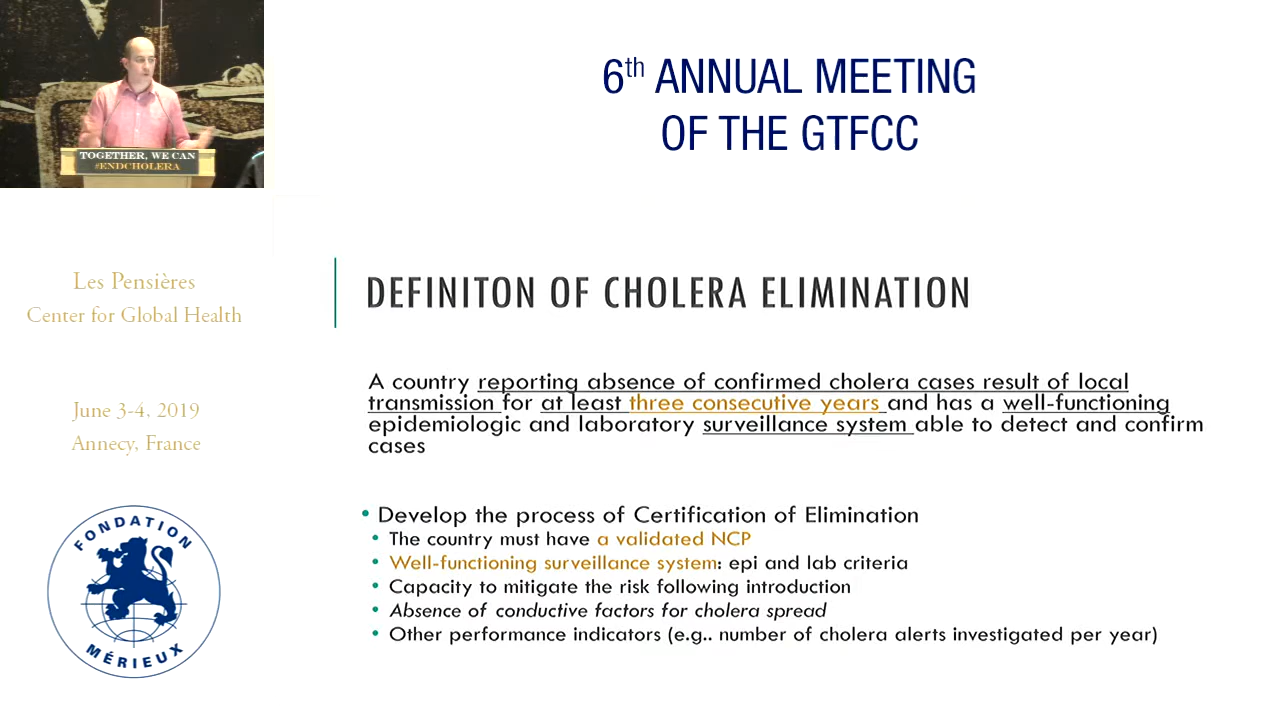 TOGETHER, WE CAN
#ENDCHOLERA
6th ANNUAL MEETING
OF THE GTFCC
Les Pensières
Center for Global Health
June 3-4, 2019
Annecy, France
FONDATION
MÉRIEUX
DEFINITON OF CHOLERA ELIMINATION
A country reporting absence of confirmed cholera cases result of local
transmission for at least three consecutive years and has a well-functioning
epidemiologic and laboratory surveillance system able to detect and confirm
cases
• Develop the process of Certification of Elimination
• The country must have a validated NCP
• Well-functioning surveillance system: epi and lab criteria
• Capacity to mitigate the risk following introduction
• Absence of conductive factors for cholera spread
• Other performance indicators (e.g.. number of cholera alerts investigated per year)